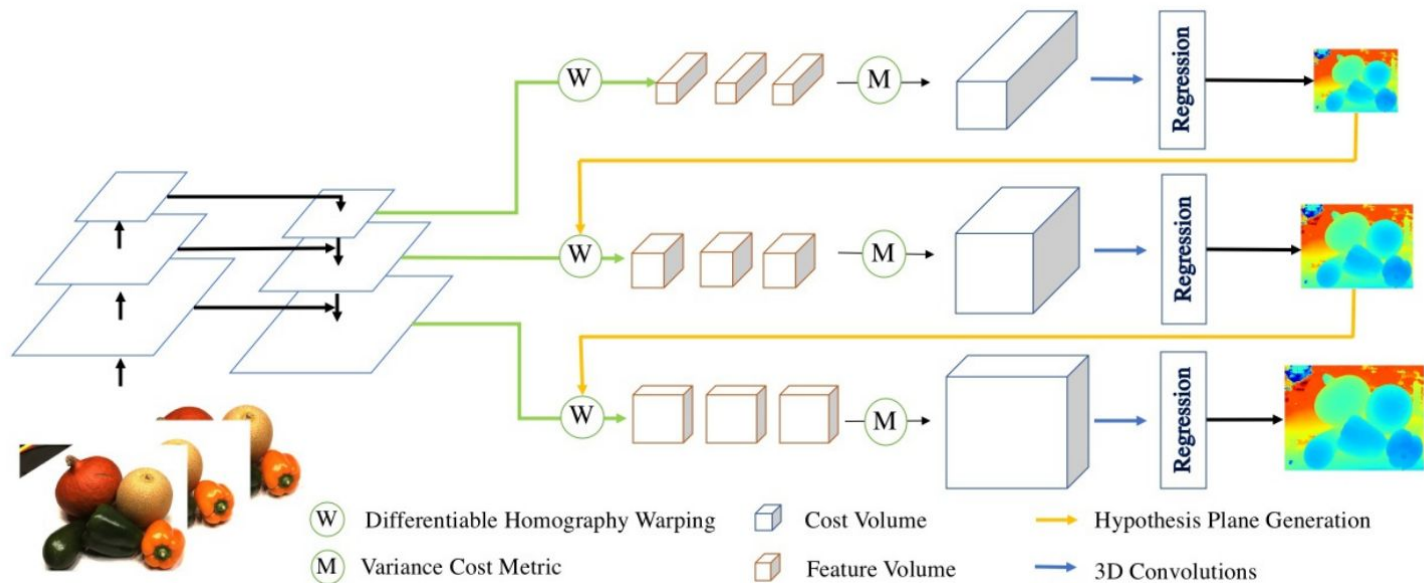 W
M
Regression
W
M
Regression
W
M
Regression
W Differentiable Homography Warping
Cost Volume
Hypothesis Plane Generation
M Variance Cost Metric
Feature Volume
3D Convolutions